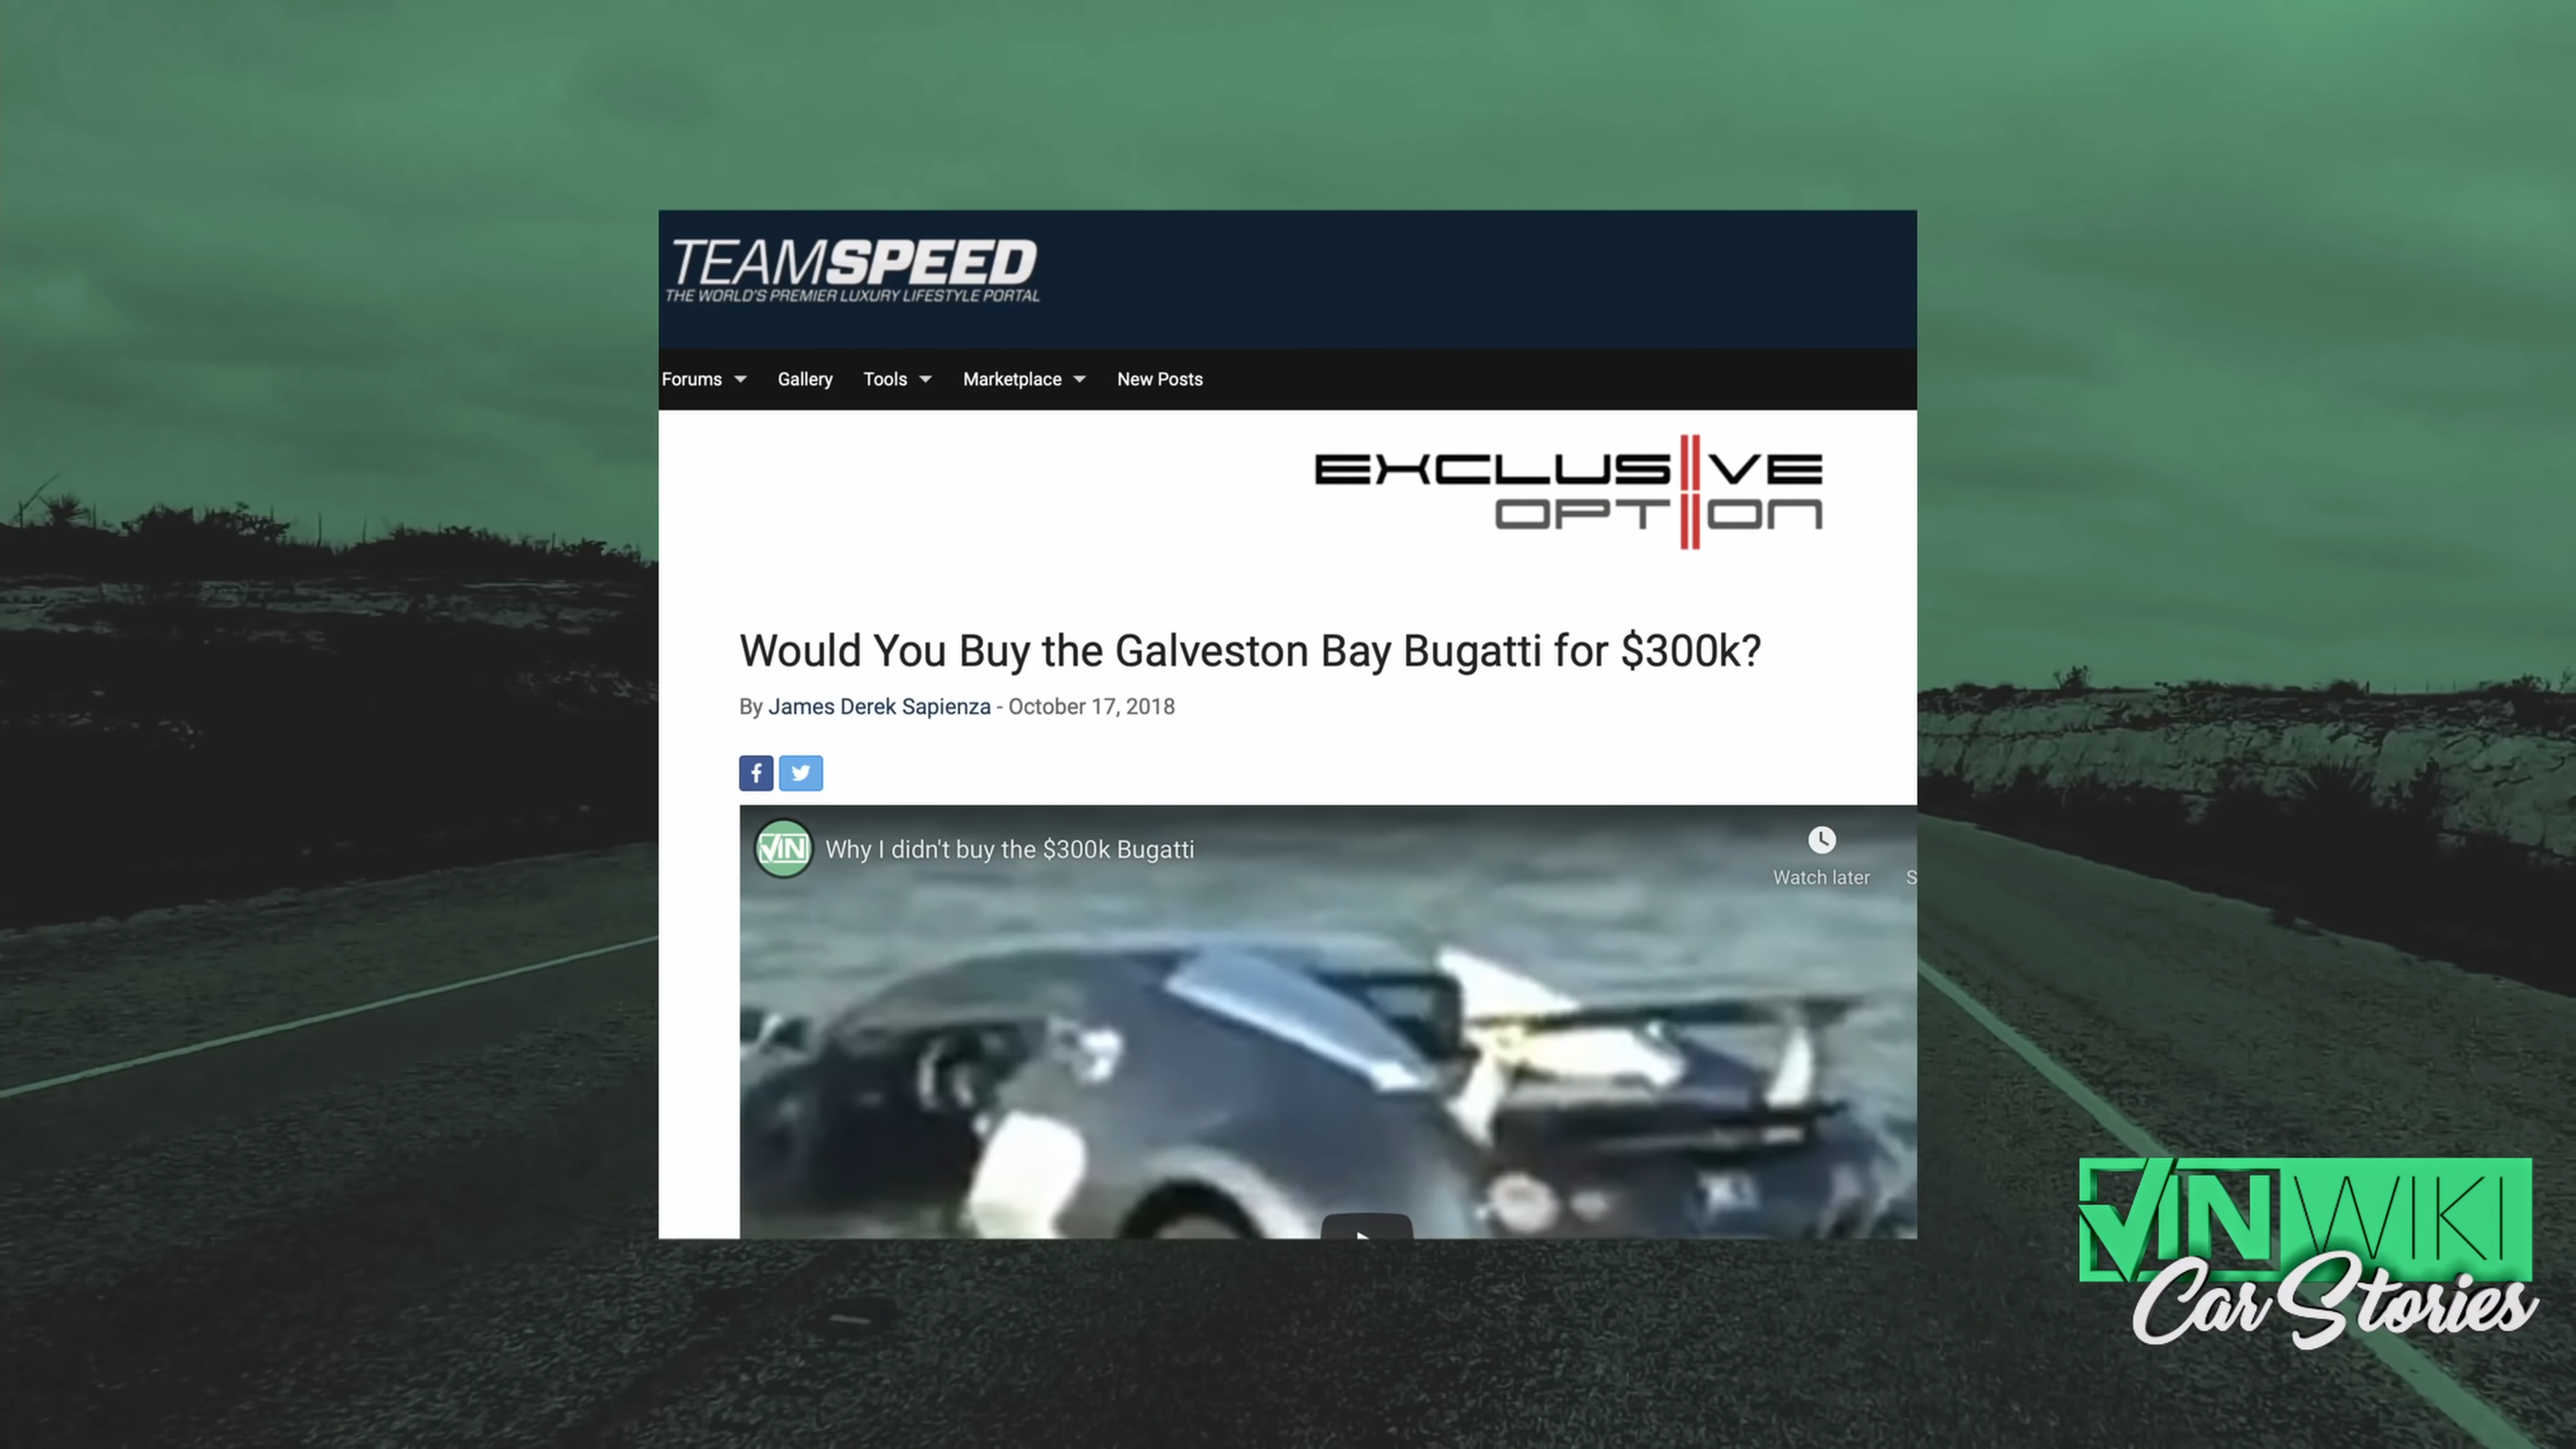 TEAMSPEED
THE WORLD'S PREMIER LUXURY LIFESTYLE PORTAL
Forums Gallery Tools Marketplace New Posts
EXCLUSIVE
OPTION
Would You Buy the Galveston Bay Bugatti for $300k?
By James Derek Sapienza - October 17, 2018
f
VIN Why I didn't buy the $300k Bugatti
Watch later S
VINWIKI
Car Stories